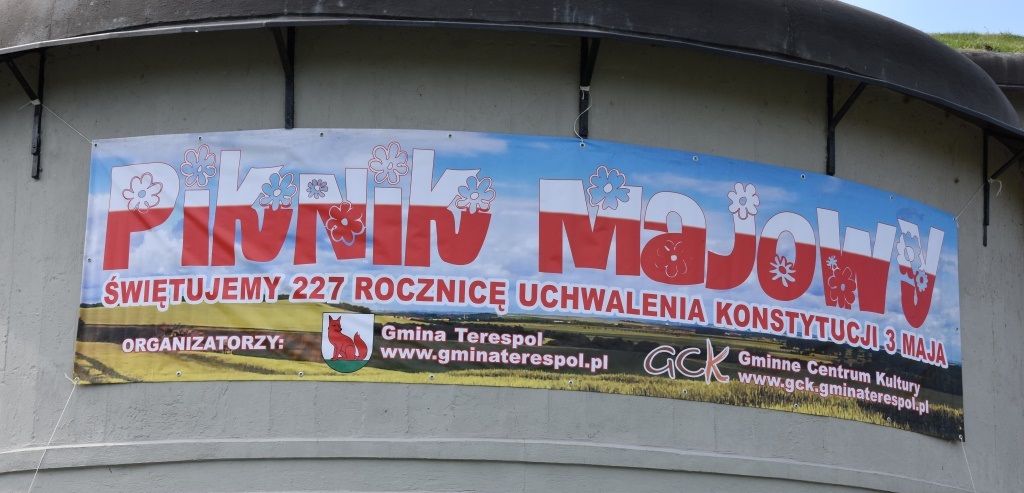 Piknik Majowy
ŚWIĘTUJEMY 227 ROCZNICĘ UCHWALENIA KONSTYTUCJI 3 MAJA
ORGANIZATORZY:
Gmina Terespol
www.gminaterespol.pl
GCK
Gminne Centrum Kultury
www.gck.gminaterespol.pl